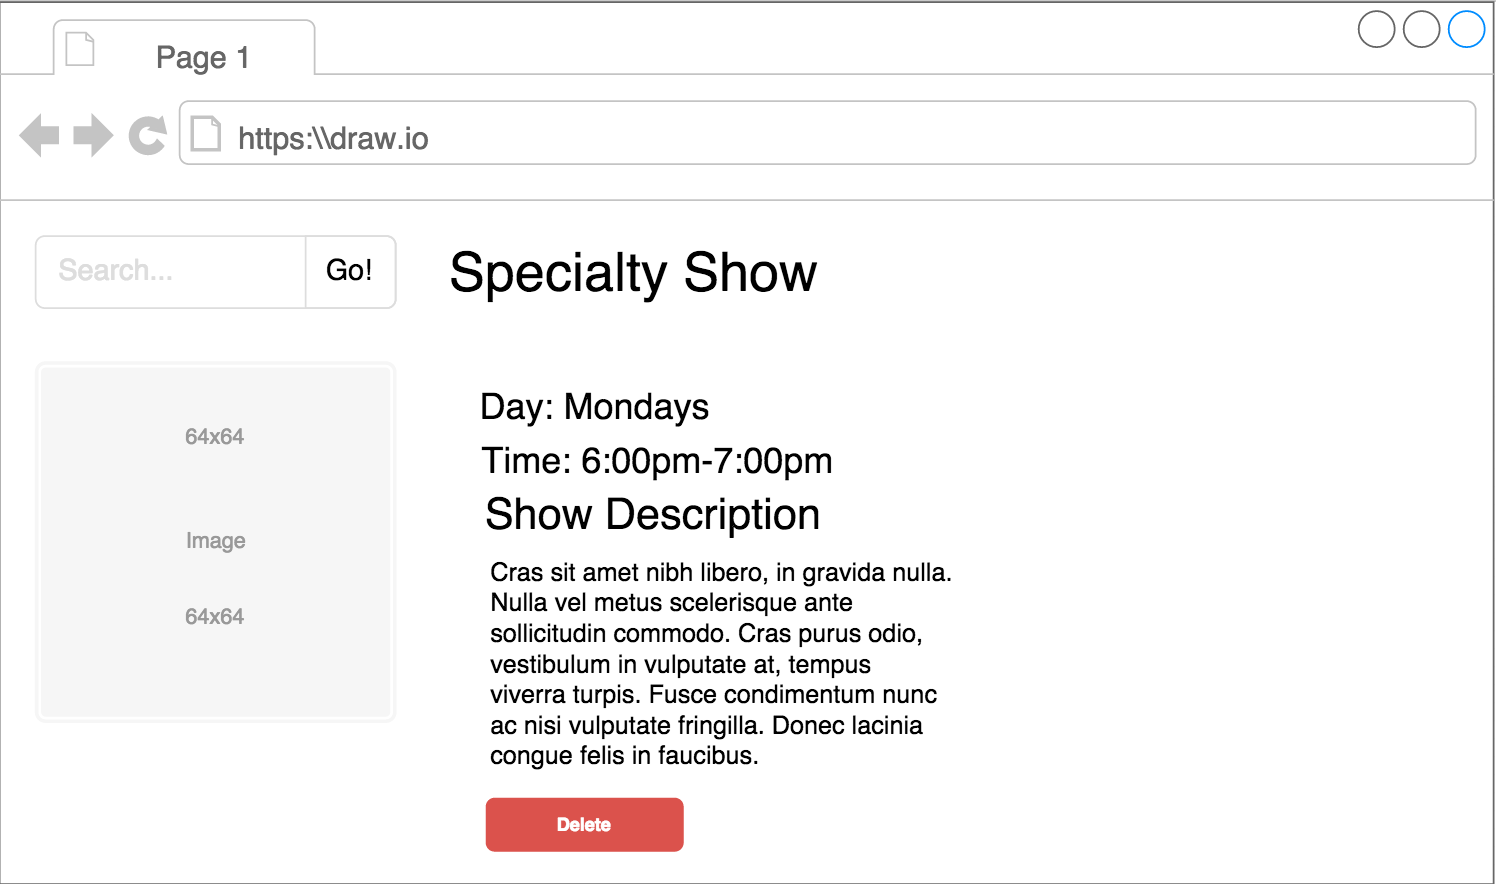 Page 1
https:\\draw.io
Search...
Go!
Specialty Show
64x64
Image
64x64
Day: Mondays
Time: 6:00pm-7:00pm
Show Description
Cras sit amet nibh libero, in gravida nulla.
Nulla vel metus scelerisque ante
sollicitudin commodo. Cras purus odio,
vestibulum in vulputate at, tempus
viverra turpis. Fusce condimentum nunc
ac nisi vulputate fringilla. Donec lacinia
congue felis in faucibus.
Delete